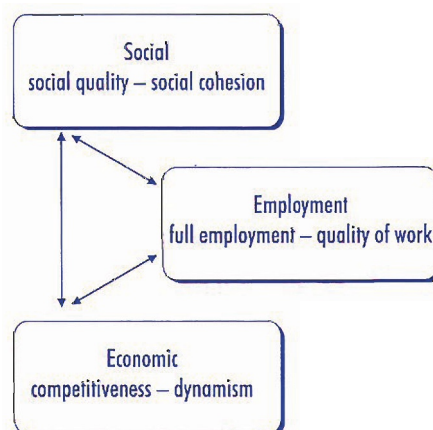 Social
social quality – social cohesion
Employment
full employment – quality of work
Economic
competitiveness – dynamism